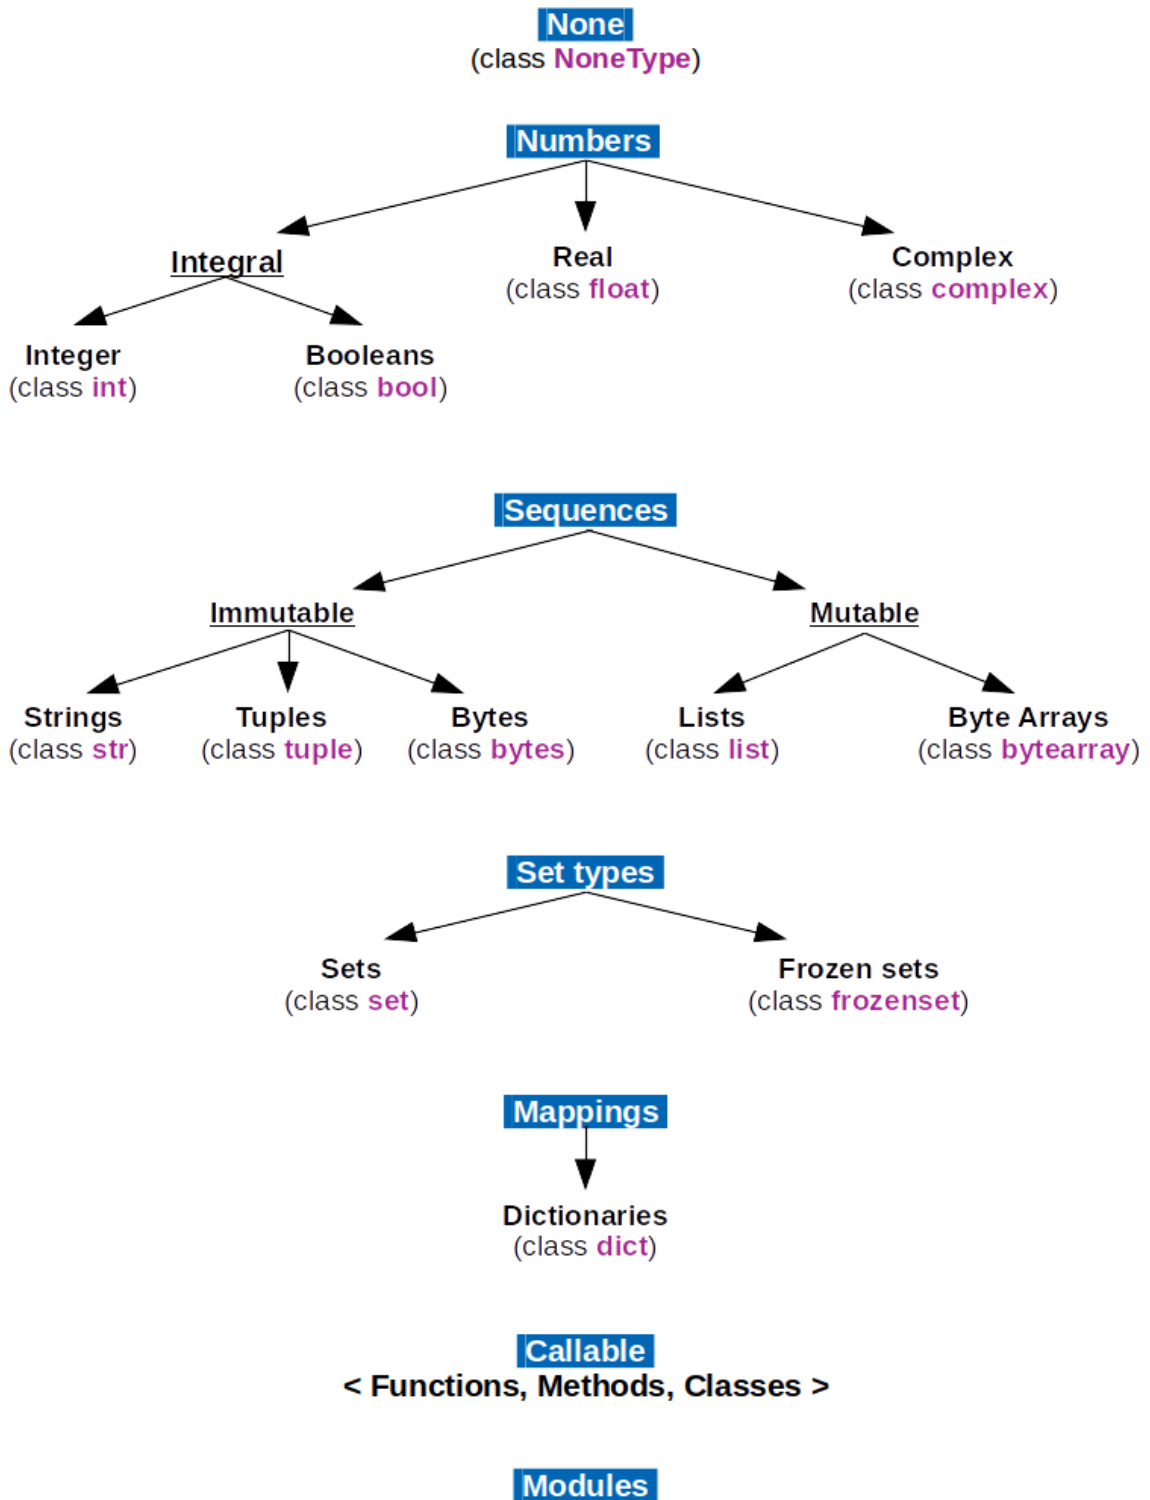 None
(class NoneType)
Numbers
Integral
Real
(class float)
Complex
(class complex)
Integer
(class int)
Booleans
(class bool)
Sequences
Immutable
Mutable
Strings
(class str)
Tuples
(class tuple)
Bytes
(class bytes)
Lists
(class list)
Byte Arrays
(class bytearray)
Set types
Sets
(class set)
Frozen sets
(class frozenset)
Mappings
Dictionaries
(class dict)
Callable
< Functions, Methods, Classes >
Modules